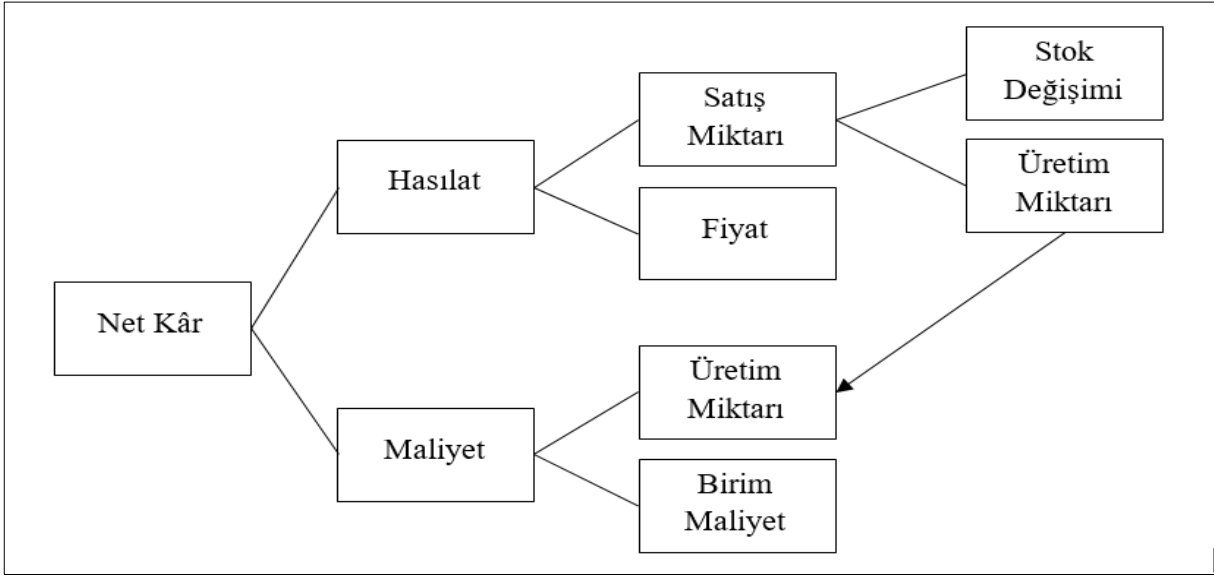 Stok
Değişimi
Satış
Miktarı
Üretim
Miktarı
Hasılat
Fiyat
Net Kâr
Üretim
Miktarı
Maliyet
Birim
Maliyet